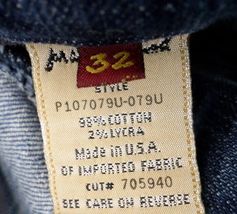 32
STYLE
P107079U-079U
98% COTTON
2% LYCRA
Made in U.S.A.
OF IMPORTED FABRIC
CUT# 705940
SEE CARE ON REVERSE